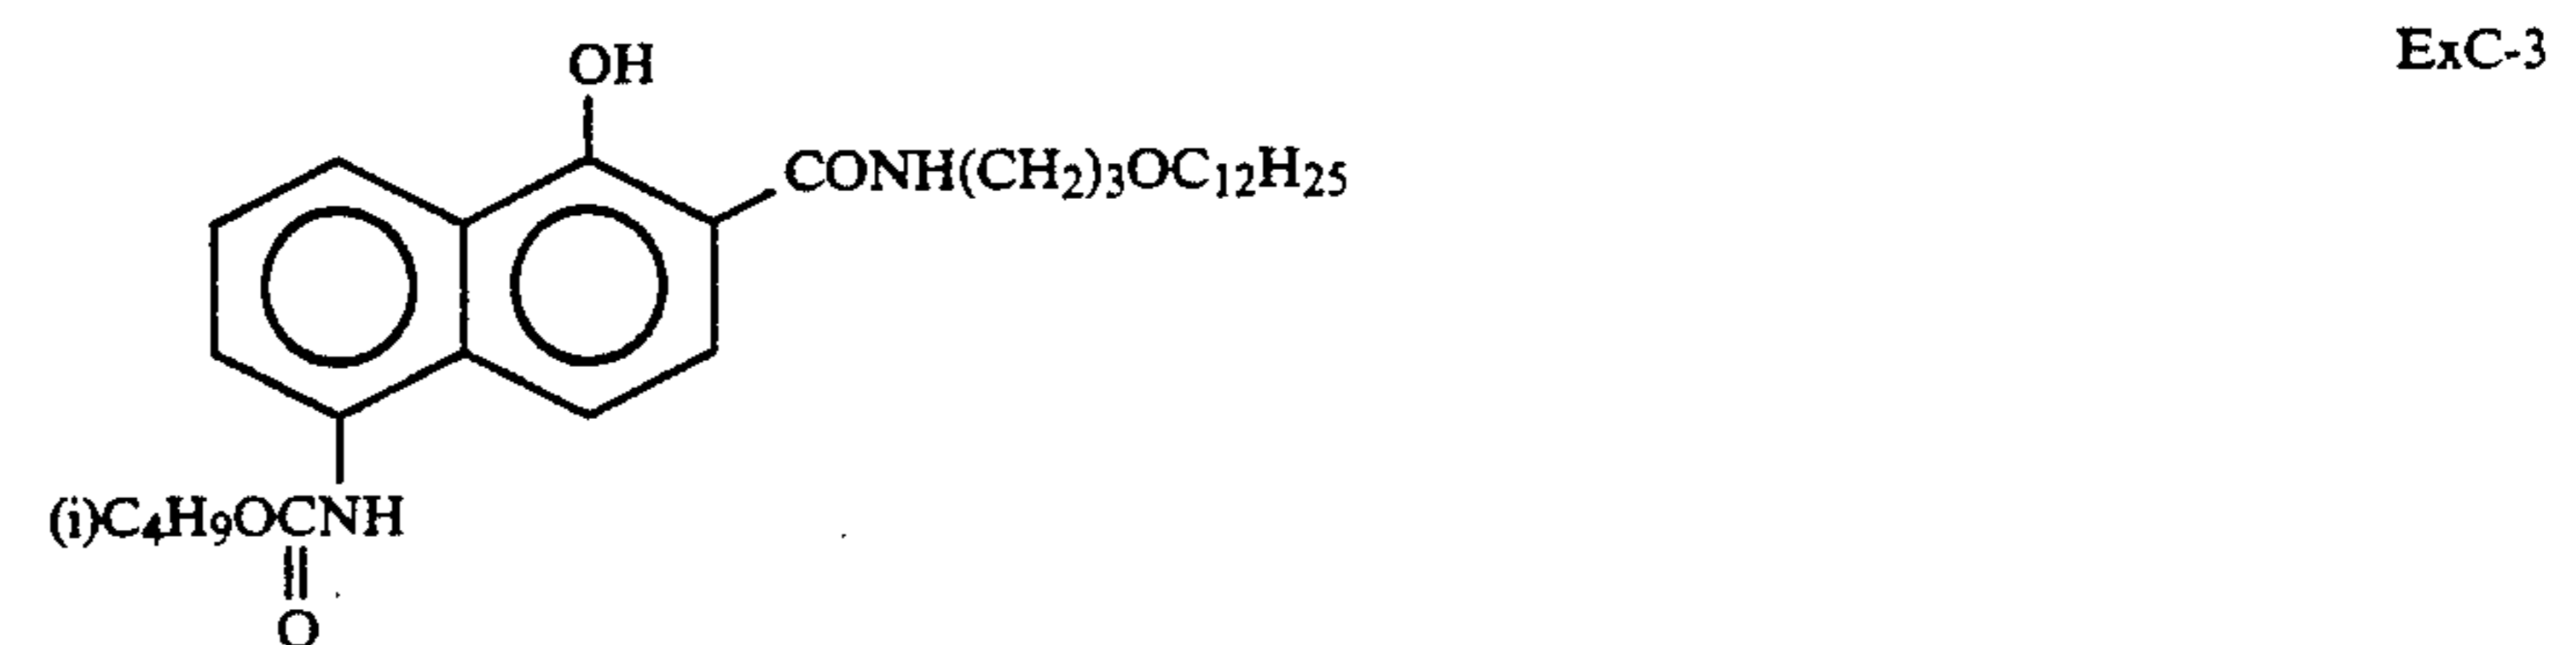 OH
ExC-3
CONH(CH₂)₃OC₁₂H₂₅
(i)C₄H₉OCNH
O